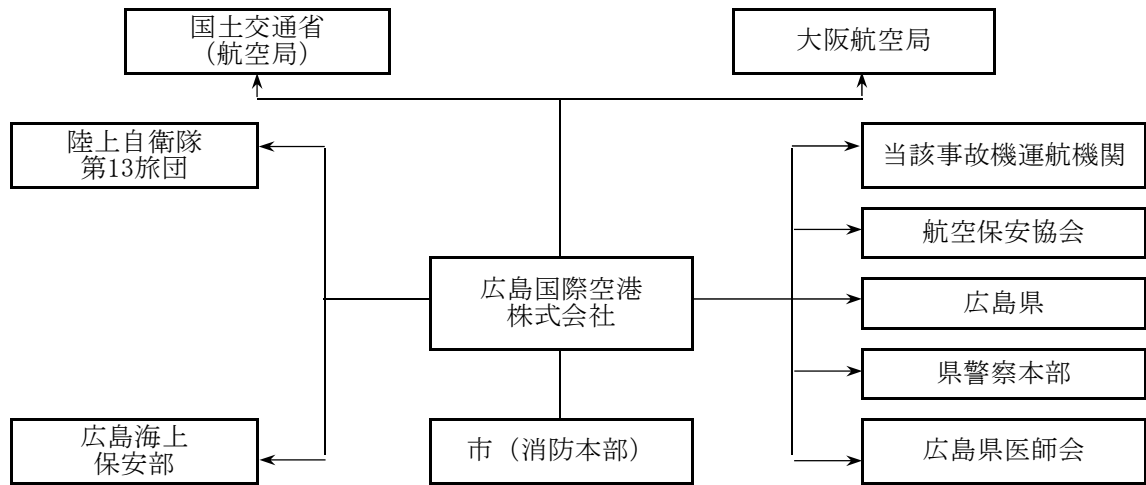 国土交通省
(航空局)
大阪航空局
陸上自衛隊
第13旅団
当該事故機運航機関
航空保安協会
広島国際空港
株式会社
広島県
県警察本部
広島海上
保安部
市（消防本部）
広島県医師会